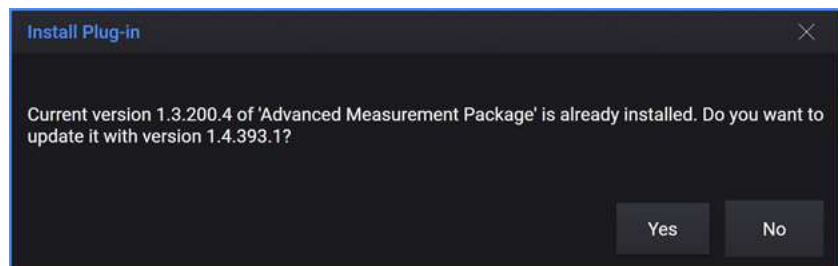 Install Plug-in
Current version 1.3.200.4 of 'Advanced Measurement Package' is already installed. Do you want to
update it with version 1.4.393.1?
Yes
No